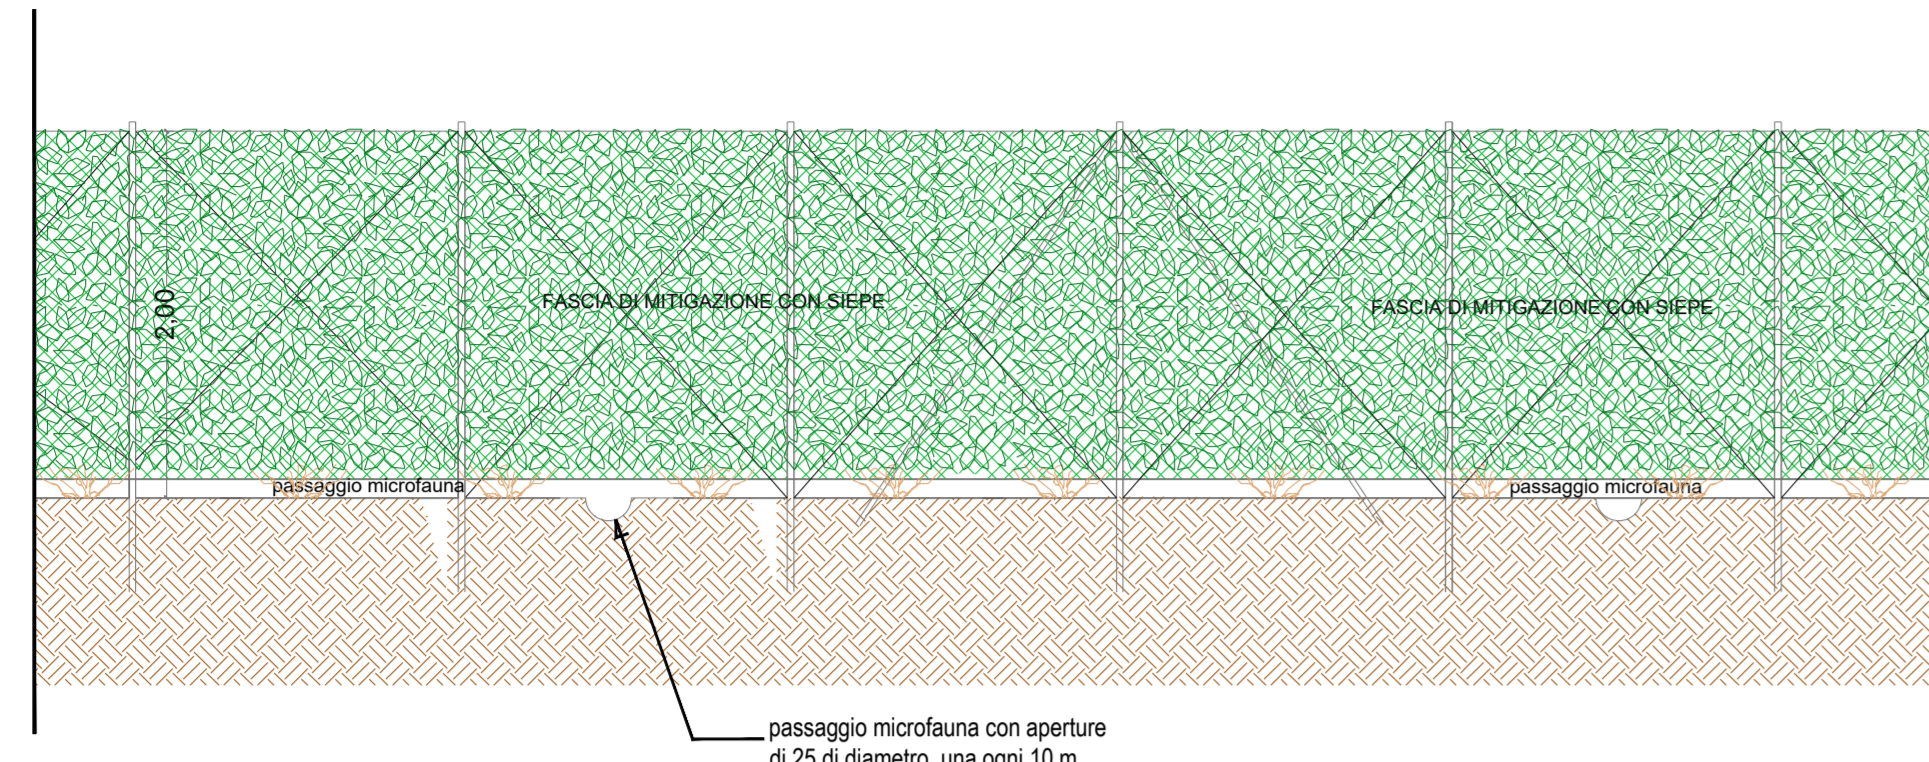 2,00
FASCIA DI MITIGAZIONE CON SIEPE
FASCIA DI MITIGAZIONE CON SIEPE
passaggio microfauna
passaggio microfauna
passaggio microfauna con aperture
di 25 di diametro, una ogni 10 m